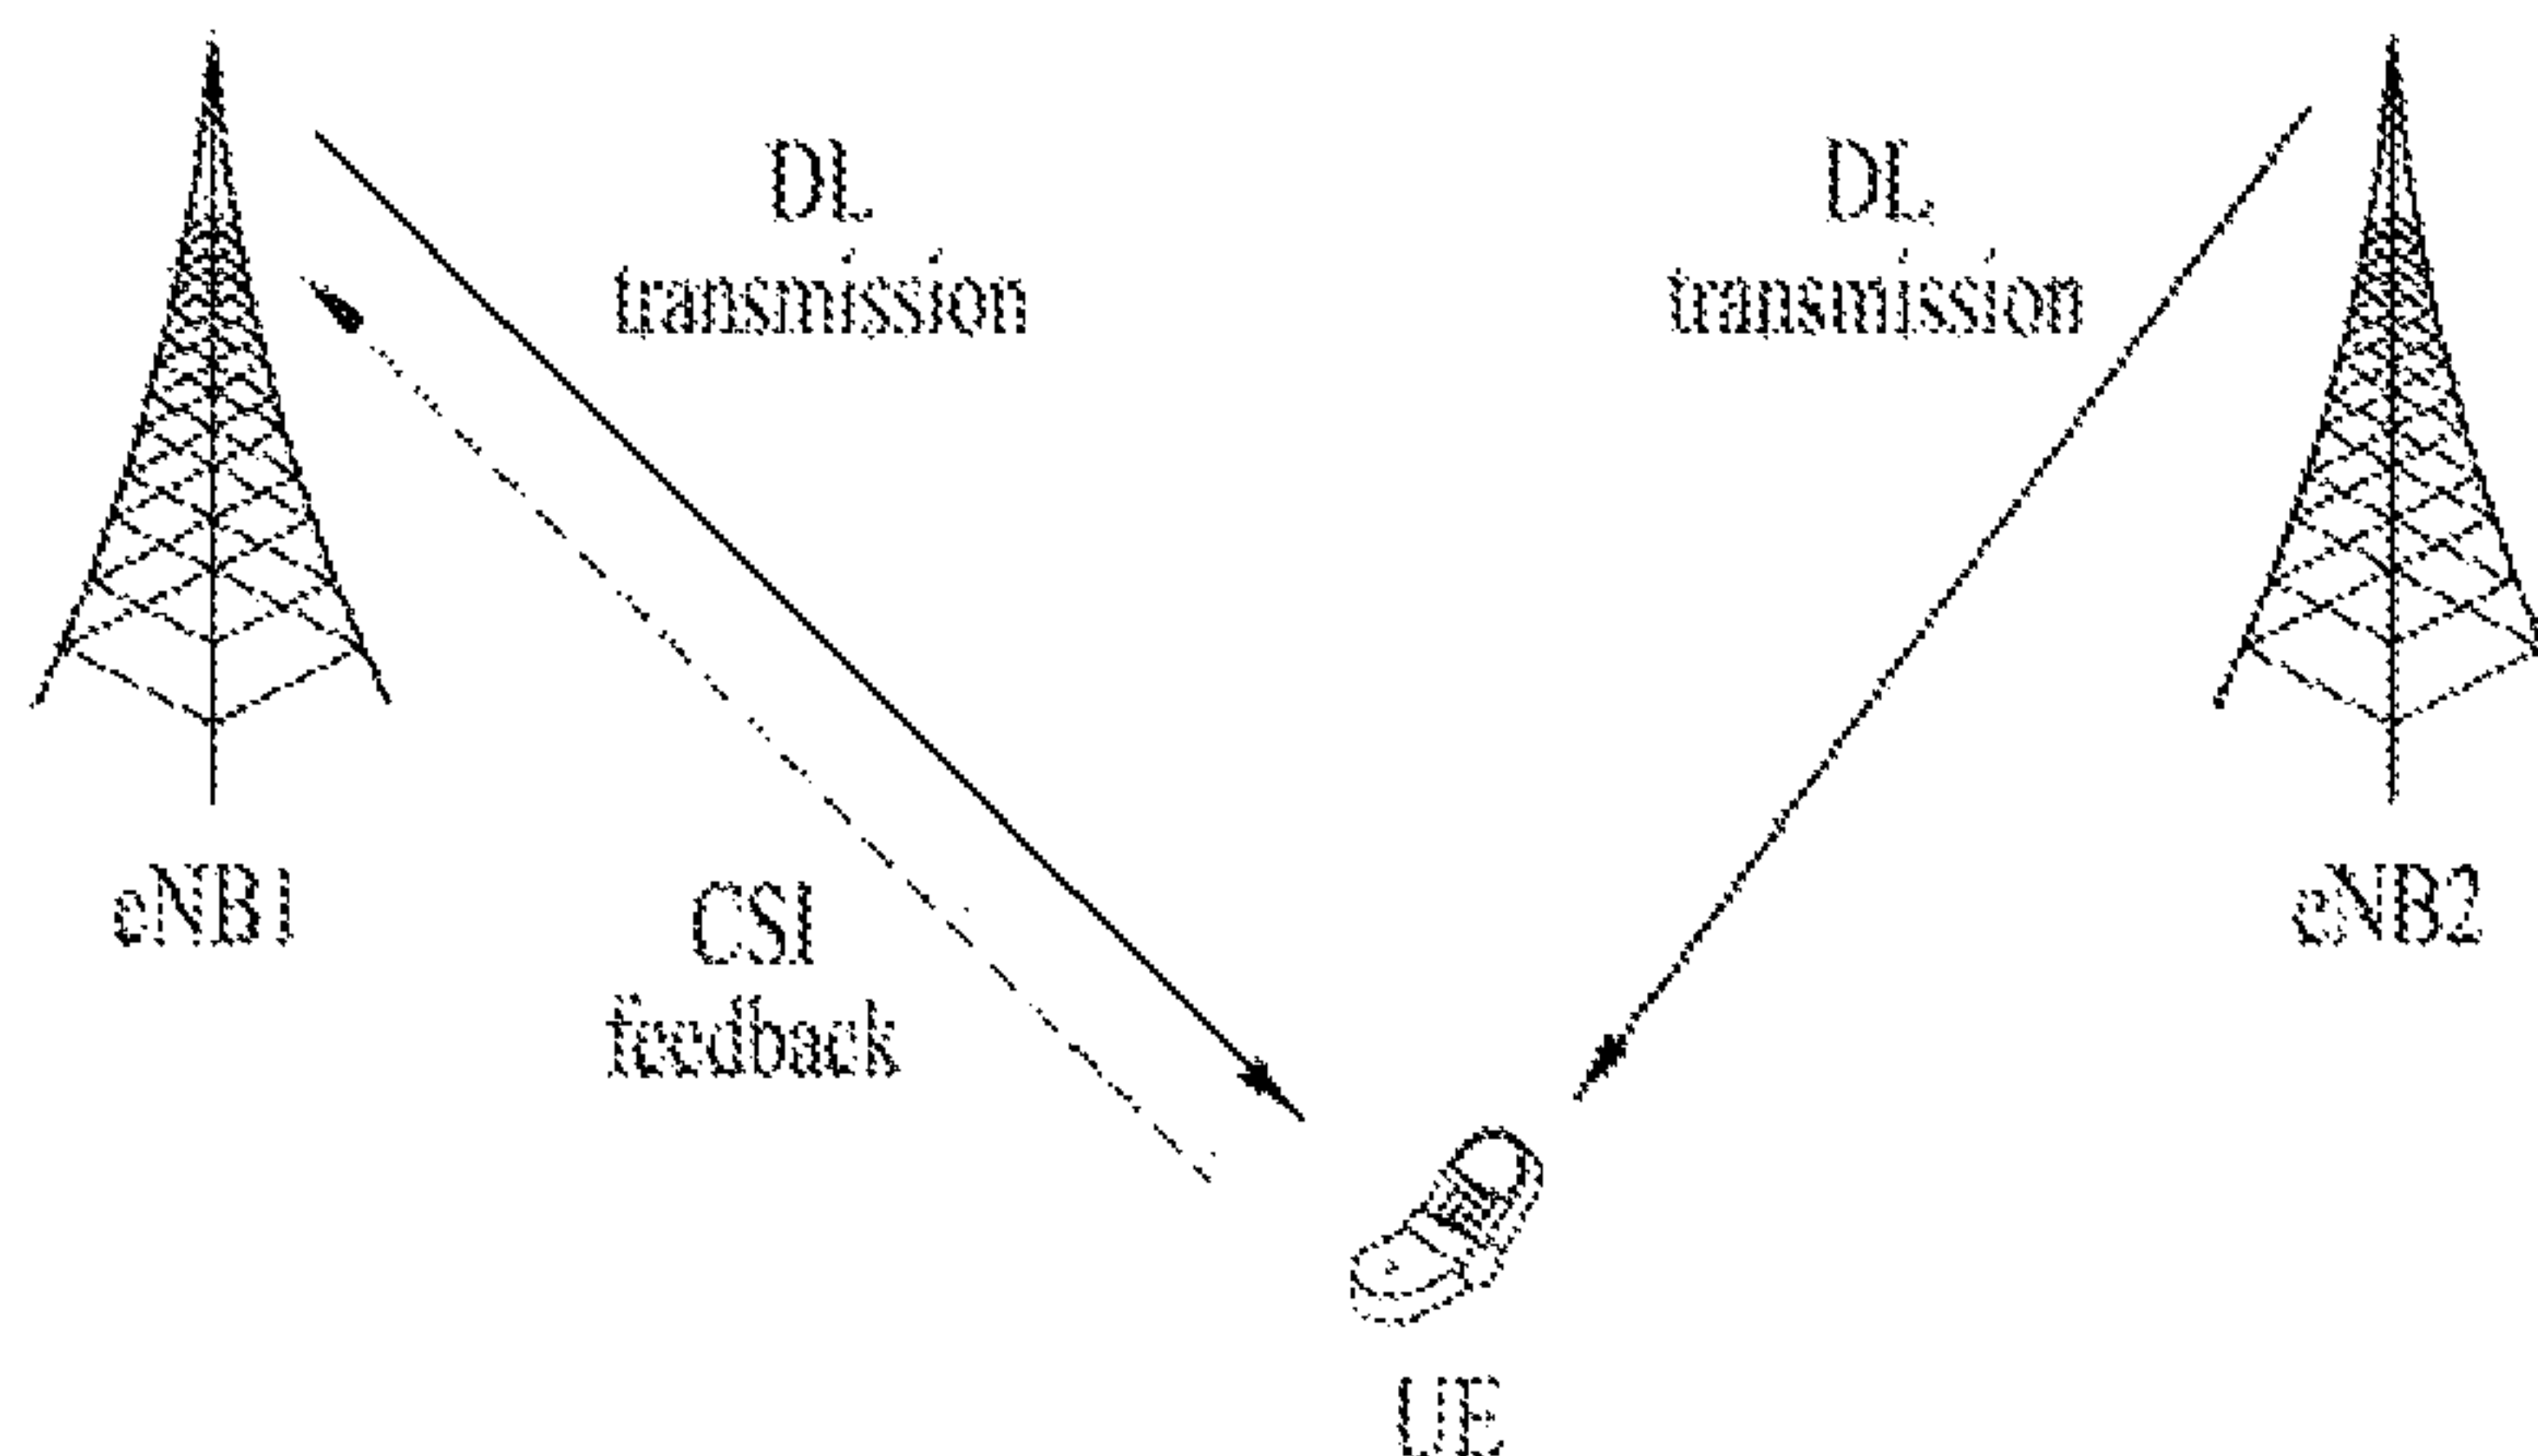 DL
transmission
DL
transmission
eNB1
CSI
feedback
eNB2
UE